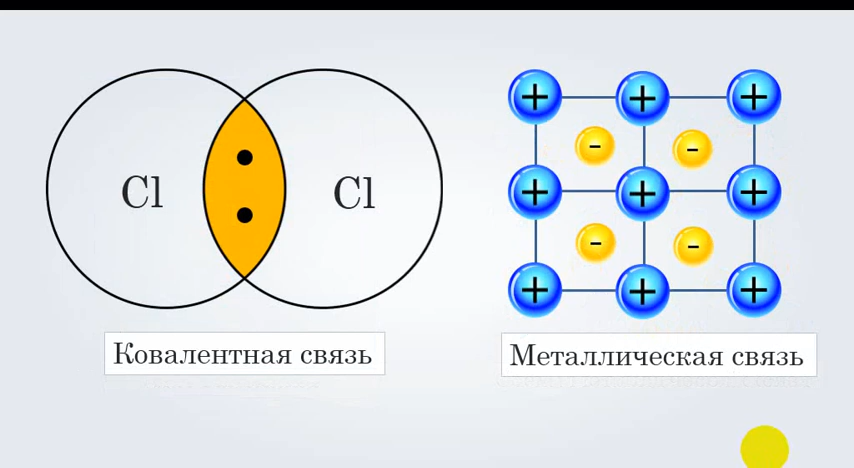 Cl Cl
+ + +
- -
+ + +
- -
+ + +
Ковалентная связь
Металлическая связь